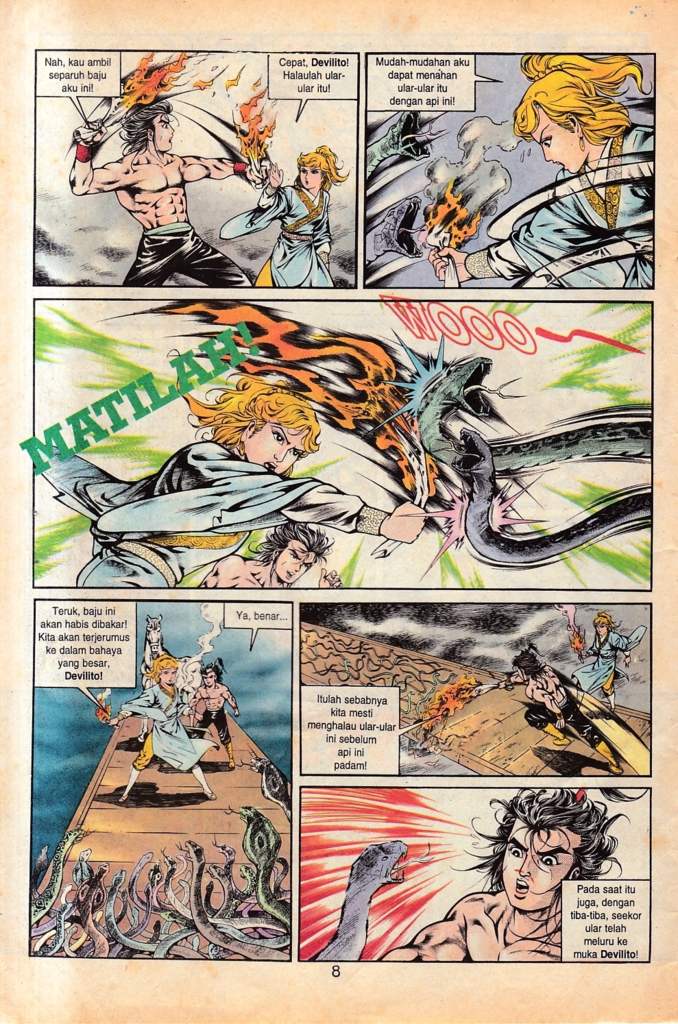 Nah, kau ambil
separuh baju
aku ini!
Cepat, Devilito!
Halaulah ular-
ular itu!
Mudah-mudahan aku
dapat menahan
ular-ular itu
dengan api ini!
MATILAH!
WOOO~
Teruk, baju ini
akan habis dibakar!
Kita akan terjerumus
ke dalam bahaya
yang besar,
Devilito!
Ya, benar...
Itulah sebabnya
kita mesti
menghalau ular-ular
ini sebelum
api ini
padam!
Pada saat itu
juga, dengan
tiba-tiba, seekor
ular telah
meluru ke
muka Devilito!
8